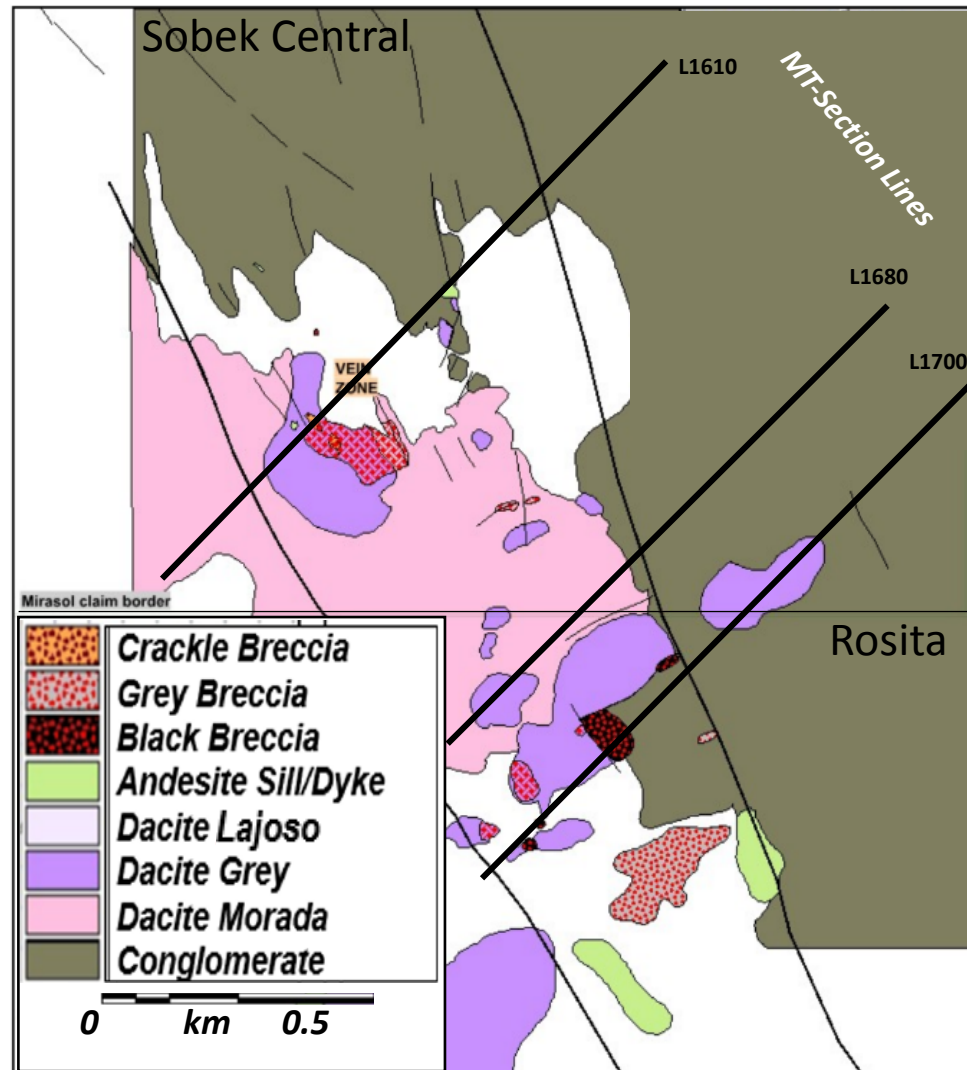 Sobek Central
L1610
MT-Section Lines
L1680
L1700
VEIN
ZONE
Mirasol claim border
Rosita
Crackle Breccia
Grey Breccia
Black Breccia
Andesite Sill/Dyke
Dacite Lajoso
Dacite Grey
Dacite Morada
Conglomerate
0 km 0.5